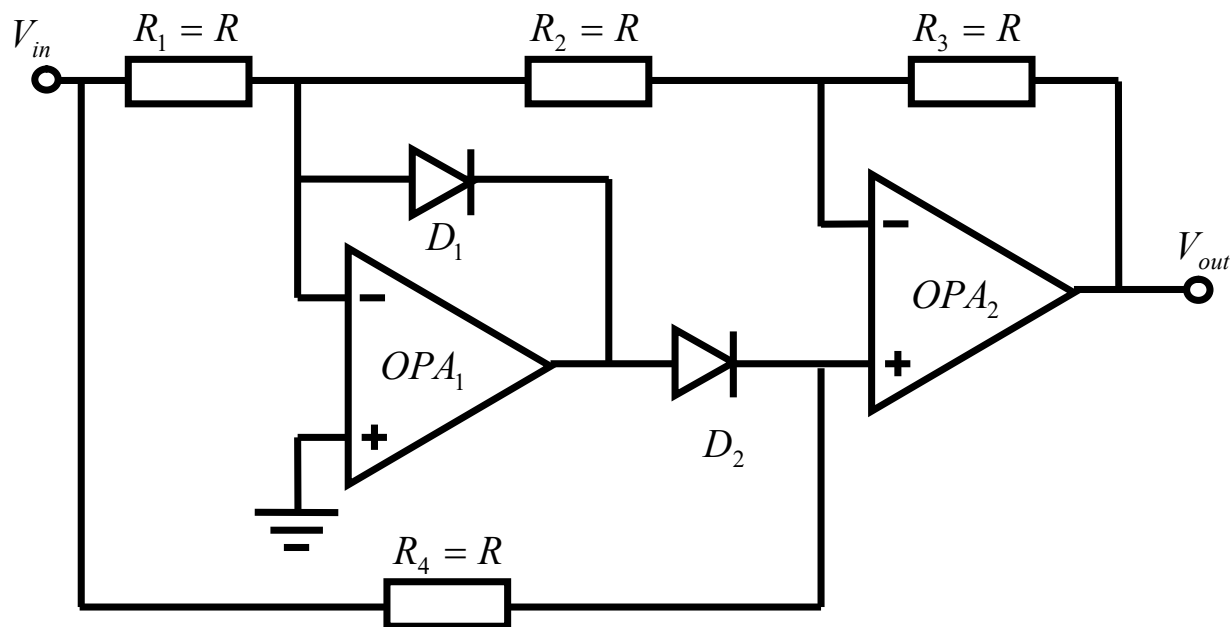 V_in
R_1 = R
R_2 = R
R_3 = R
D_1
OPA_1
D_2
OPA_2
V_out
R_4 = R